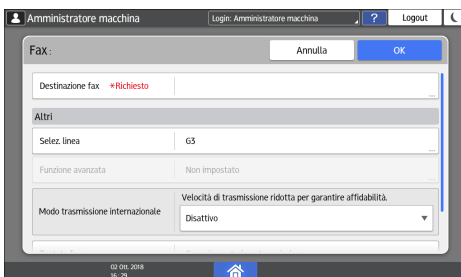 Amministratore macchina Login: Amministratore macchina ? Logout
Fax : Annulla OK
Destinazione fax *Richiesto
Altri
Selez. linea G3
Funzione avanzata Non impostato
Velocità di trasmissione ridotta per garantire affidabilità.
Modo trasmissione internazionale
Disattivo
02 Ott. 2018
16: 29